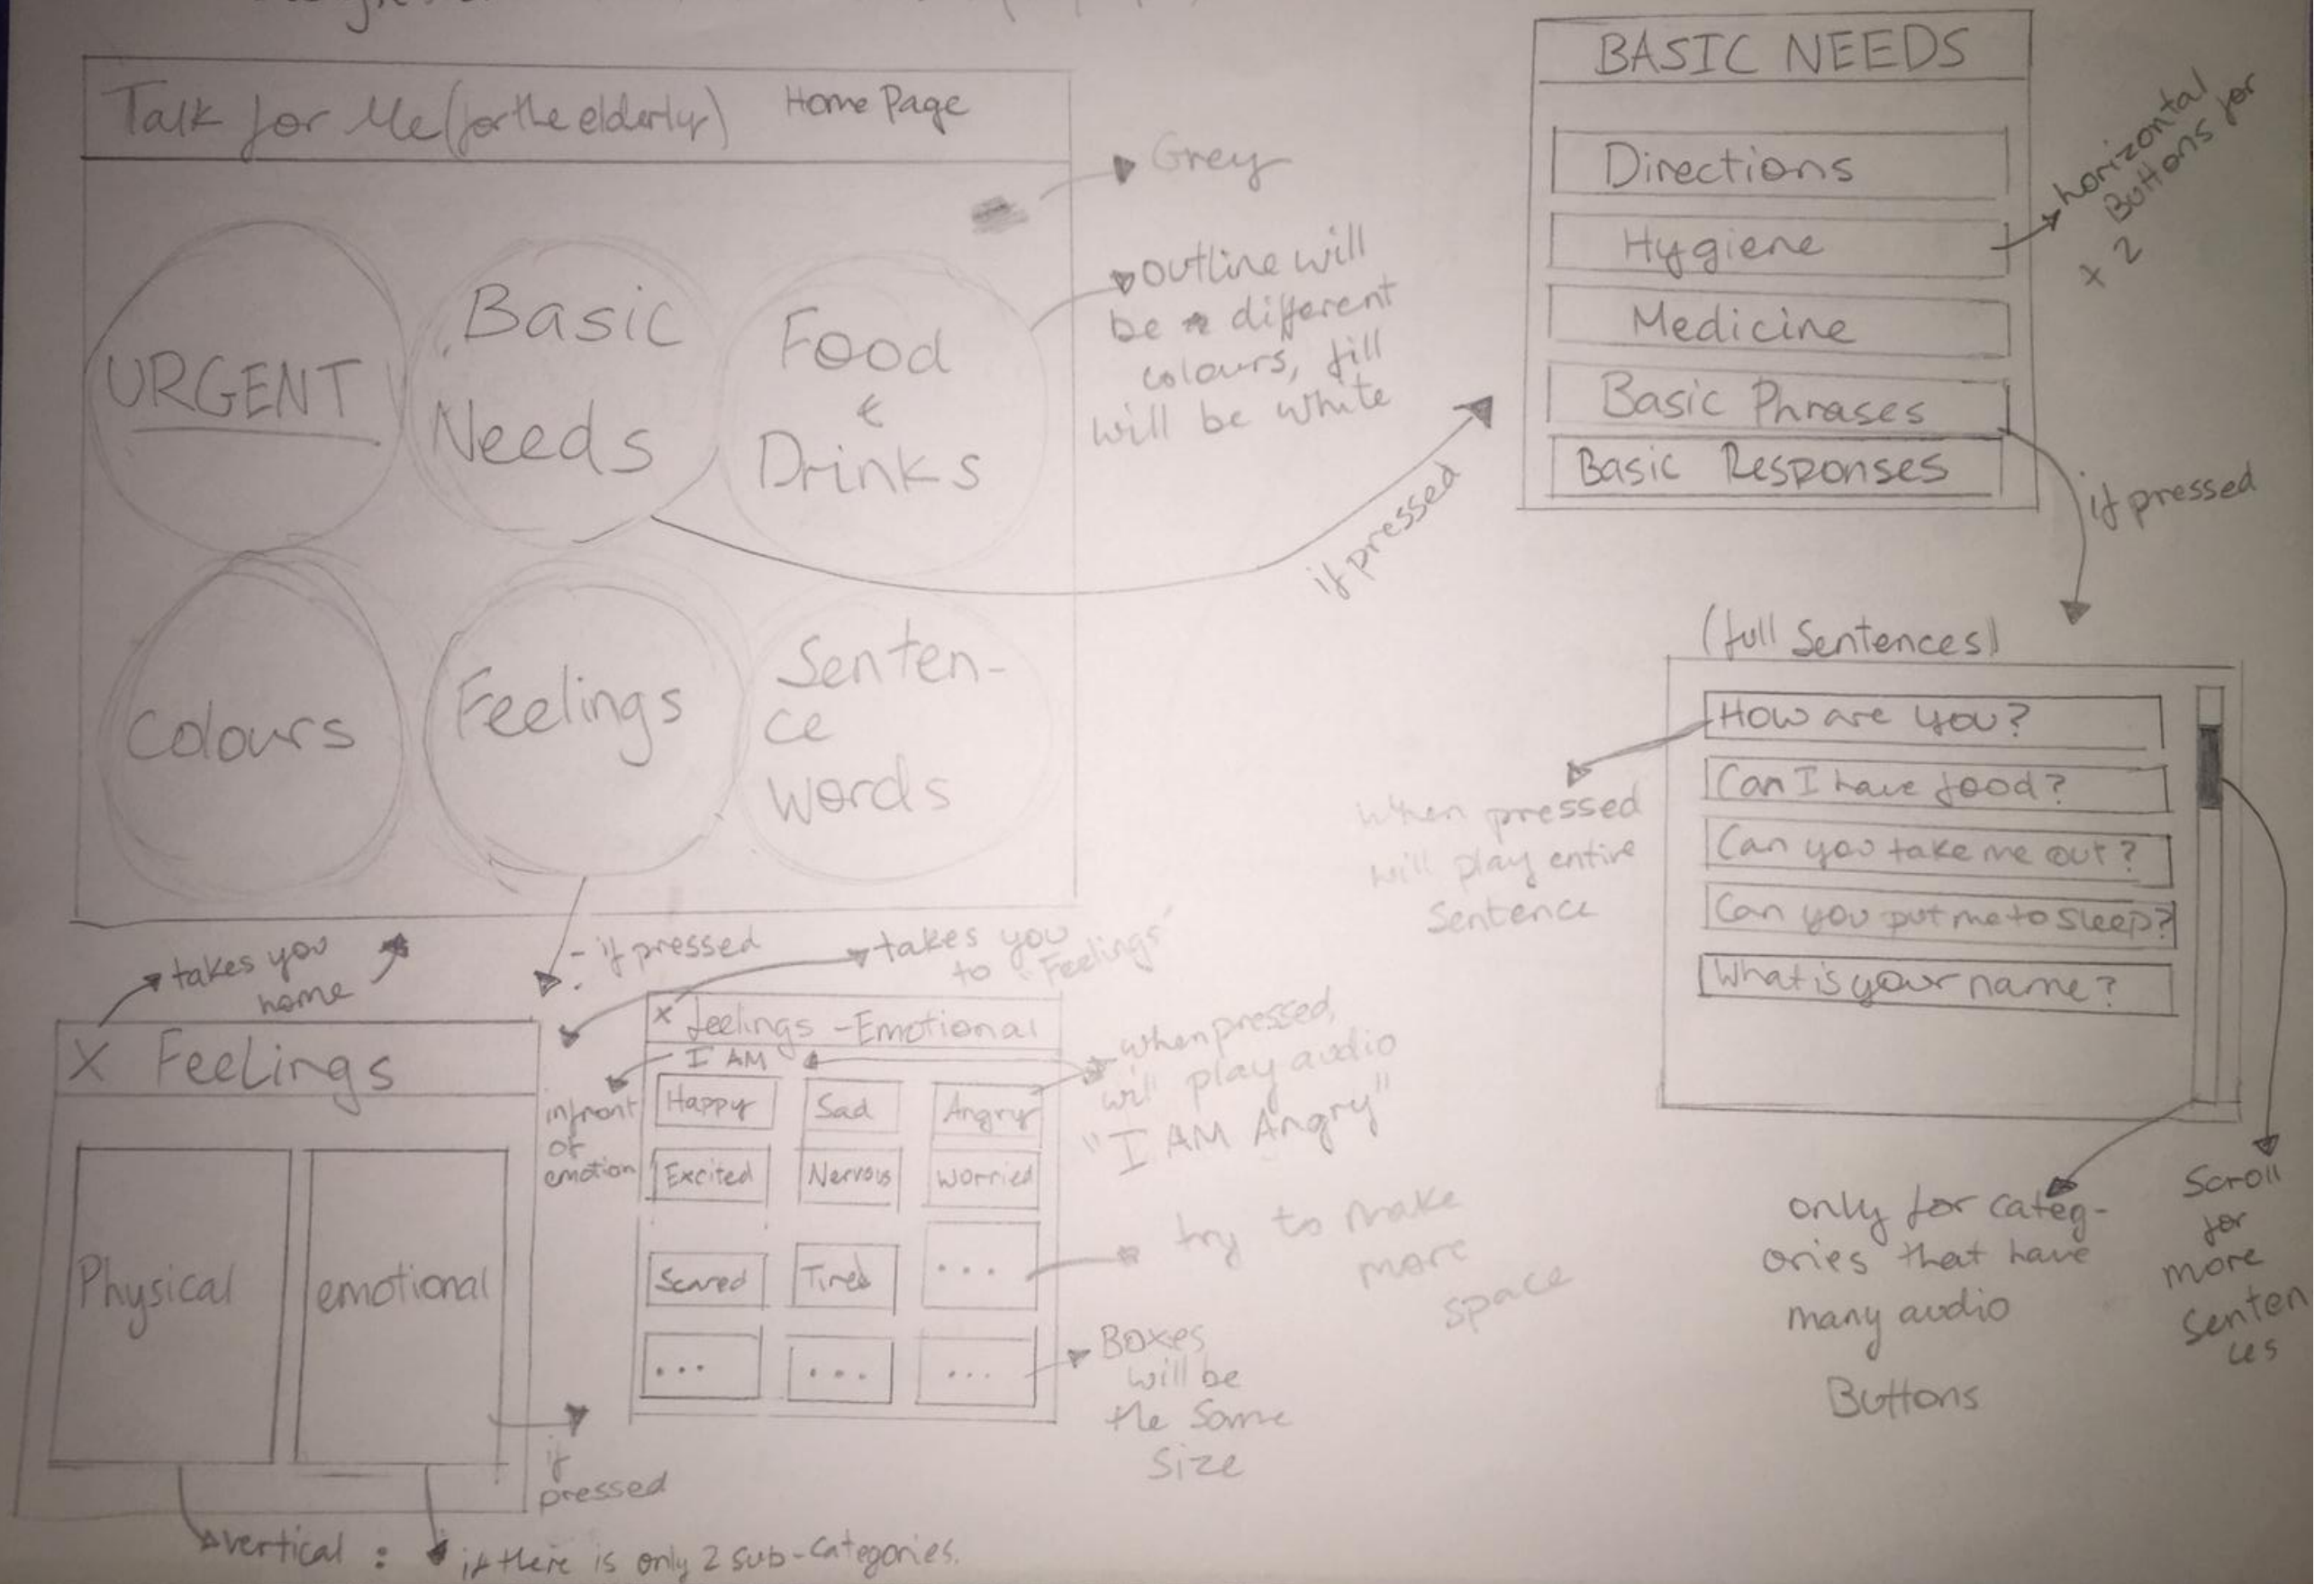 Talk for Me (for the elderly) Home Page
Grey
outline will
be different
colours, fill
will be white
URGENT
Basic
Needs
Food
&
Drinks
Colours
Feelings
Senten-
ce
words
if pressed
BASIC NEEDS
Directions
Hygiene
Medicine
Basic Phrases
Basic Responses
horizontal
Buttons for
if pressed
(full Sentences)
How are you?
Can I have food?
Can you take me out?
Can you put me to sleep?
What is your name?
When pressed
will play entire
Sentence
only for categ-
ories that have
many audio
Buttons
Scroll
for
more
Senten
ces
takes you
home
- if pressed
takes you
to "Feelings"
X Feelings
Physical
emotional
if
pressed
vertical : if there is only 2 sub-categories.
x feelings - Emotional
I AM
infront
of
emotion
Happy
Sad
Angry
Excited
Nervous
worried
Scared
Tired
...
...
...
...
when pressed,
will play audio
"I AM Angry"
try to make
more
space
Boxes
will be
the same
size